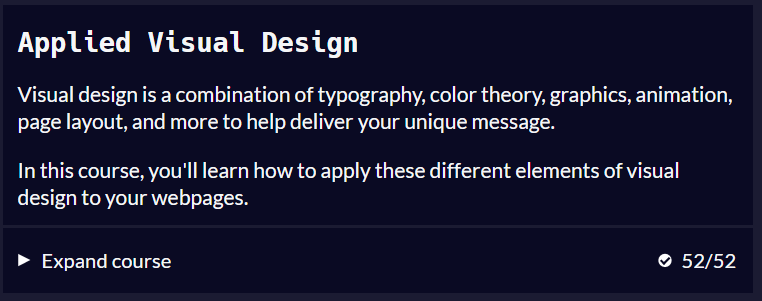 Applied Visual Design
Visual design is a combination of typography, color theory, graphics, animation,
page layout, and more to help deliver your unique message.
In this course, you'll learn how to apply these different elements of visual
design to your webpages.
Expand course 52/52